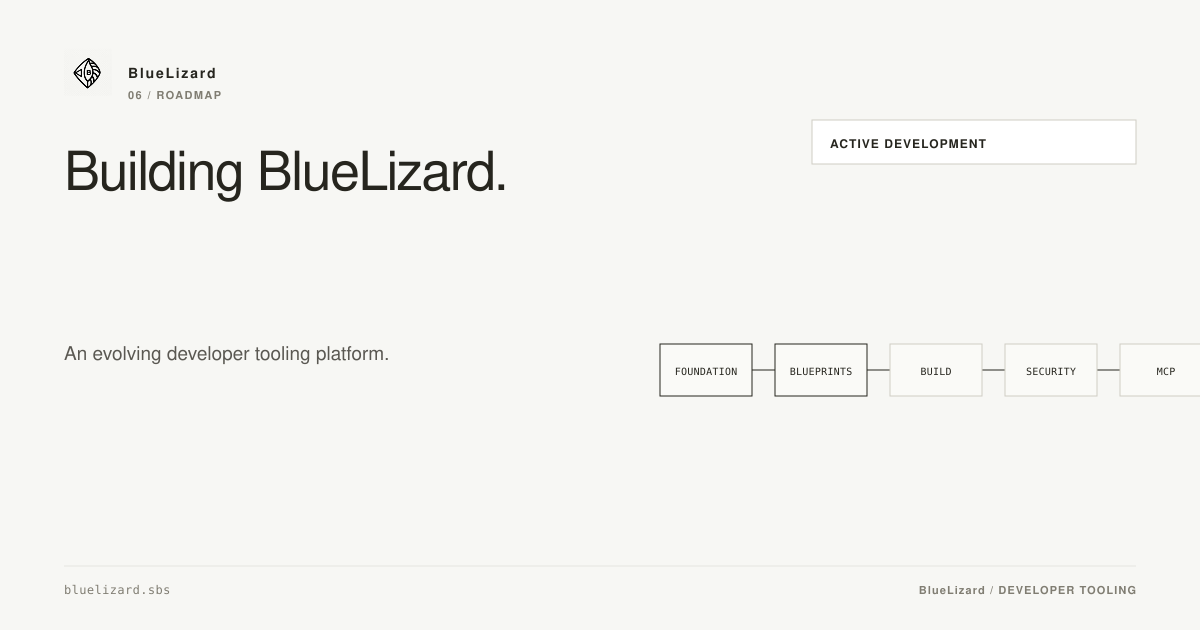 BlueLizard
06 / ROADMAP
ACTIVE DEVELOPMENT
Building BlueLizard.
An evolving developer tooling platform.
FOUNDATION BLUEPRINTS BUILD SECURITY MCP
bluelizard.sbs
BlueLizard / DEVELOPER TOOLING